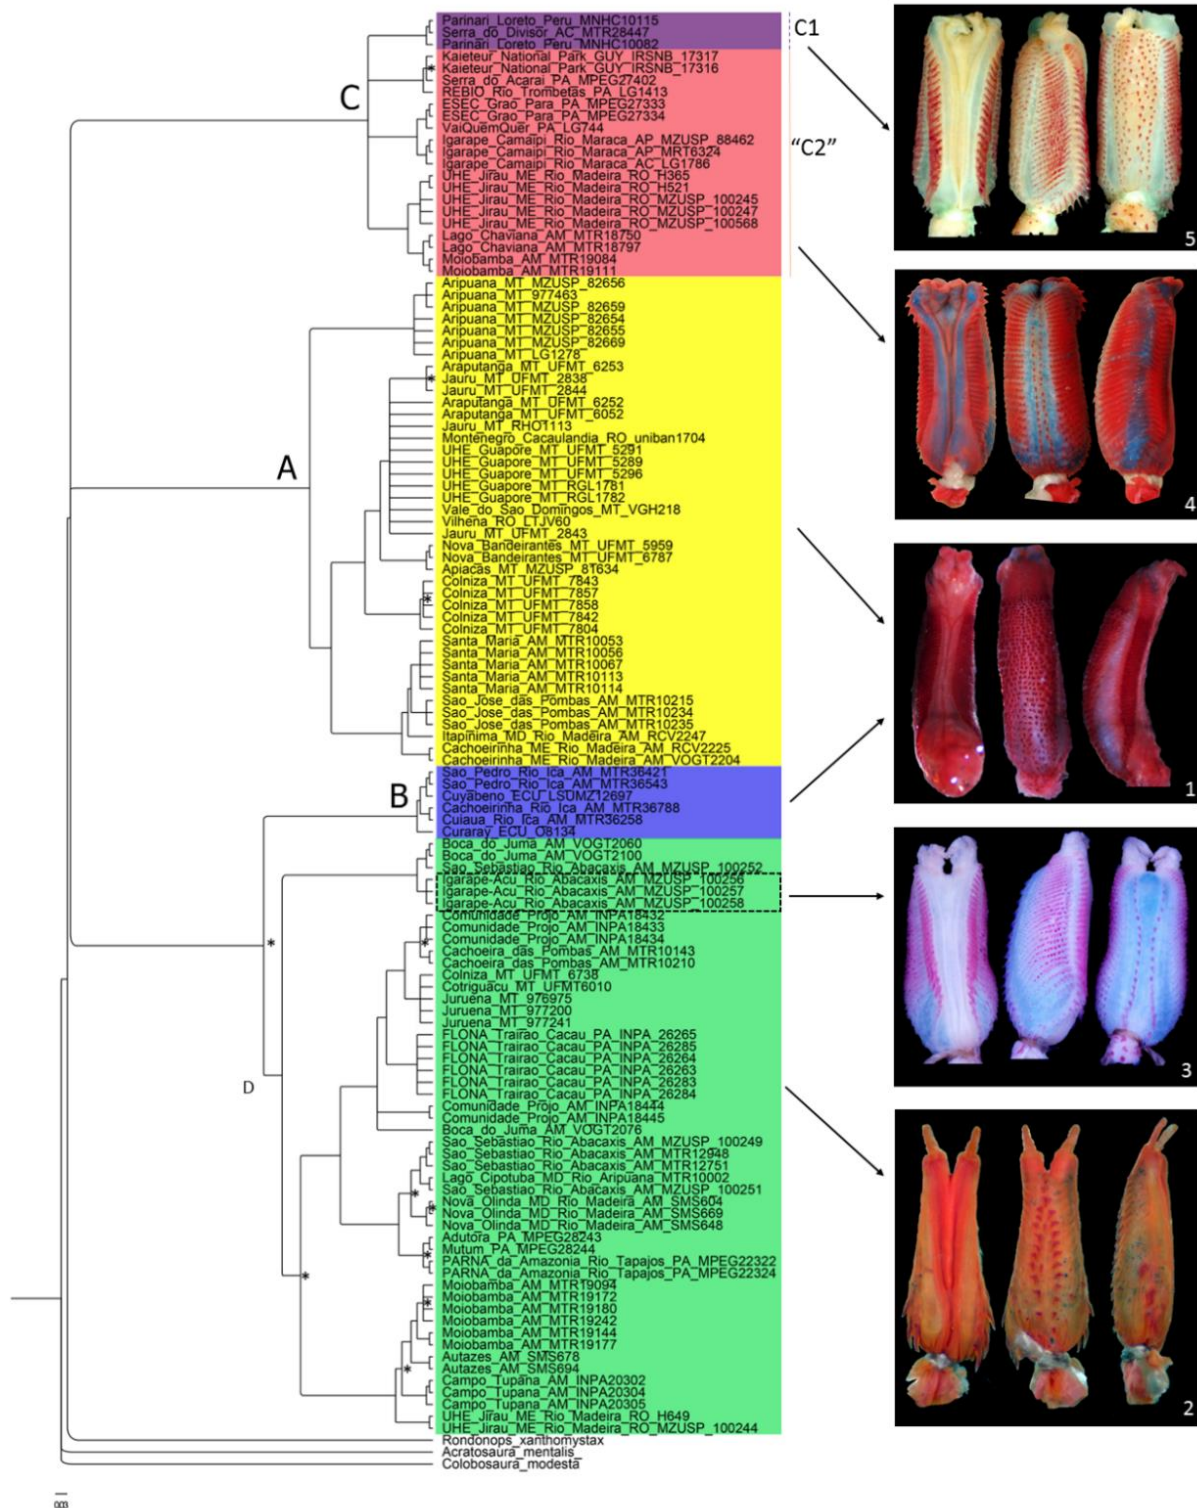 Parinari_Loreto_Peru_MNHC10115
Serra_do_Divisor_AC_MTR28447
Parinari_Loreto_Peru_MNHC10082
C1
Kaieteur_National_Park_GUY_IRSNB_17317
Kaieteur_National_Park_GUY_IRSNB_17316
Serra_do_Acarai_PA_MPEG27402
REBIO_Rio_Trombetas_PA_LG1413
C
ESEC_Grao_Para_PA_MPEG27333
ESEC_Grao_Para_PA_MPEG27334
VaiQuemQuer_PA_LG744
Igarape_Camaipi_Rio_Maraca_AP_MZUSP_88462
"C2"
Igarape_Camaipi_Rio_Maraca_AP_MRT6324
Igarape_Camaipi_Rio_Maraca_AC_LG1786
UHE_Jirau_ME_Rio_Madeira_RO_H365
UHE_Jirau_ME_Rio_Madeira_RO_H521
UHE_Jirau_ME_Rio_Madeira_RO_MZUSP_100245
UHE_Jirau_ME_Rio_Madeira_RO_MZUSP_100247
UHE_Jirau_ME_Rio_Madeira_RO_MZUSP_100568
Lago_Chaviana_AM_MTR18750
Lago_Chaviana_AM_MTR18797
Moiobamba_AM_MTR19084
Moiobamba_AM_MTR19111
Aripuana_MT_MZUSP_82656
Aripuana_MT_977463
Aripuana_MT_MZUSP_82659
Aripuana_MT_MZUSP_82654
Aripuana_MT_MZUSP_82655
Aripuana_MT_MZUSP_82669
Aripuana_MT_LG1278
Araputanga_MT_UFMT_6253
Jauru_MT_UFMT_2838
Jauru_MT_UFMT_2844
Araputanga_MT_UFMT_6252
Araputanga_MT_UFMT_6052
Jauru_MT_RHO1113
Montenegro_Cacaulandia_RO_uniban1704
UHE_Guapore_MT_UFMT_5291
UHE_Guapore_MT_UFMT_5289
A
UHE_Guapore_MT_UFMT_5296
UHE_Guapore_MT_RGL1781
UHE_Guapore_MT_RGL1782
Vale_do_Sao_Domingos_MT_VGH218
Vilhena_RO_LTJV60
Jauru_MT_UFMT_2843
Nova_Bandeirantes_MT_UFMT_5959
Nova_Bandeirantes_MT_UFMT_6787
Apiacas_MT_MZUSP_81634
Colniza_MT_UFMT_7843
Colniza_MT_UFMT_7857
Colniza_MT_UFMT_7858
Colniza_MT_UFMT_7842
Colniza_MT_UFMT_7804
Santa_Maria_AM_MTR10053
Santa_Maria_AM_MTR10056
Santa_Maria_AM_MTR10067
Santa_Maria_AM_MTR10113
Santa_Maria_AM_MTR10114
Sao_Jose_das_Pombas_AM_MTR10215
Sao_Jose_das_Pombas_AM_MTR10234
Sao_Jose_das_Pombas_AM_MTR10235
Itapinima_MD_Rio_Madeira_AM_RCV2247
Cachoeirinha_ME_Rio_Madeira_AM_RCV2225
Cachoeirinha_ME_Rio_Madeira_AM_VOGT2204
Sao_Pedro_Rio_Ica_AM_MTR36421
Sao_Pedro_Rio_Ica_AM_MTR36543
B
Cuyabeno_ECU_LSUMZ12697
Cachoeirinha_Rio_Ica_AM_MTR36788
Cuiaua_Rio_Ica_AM_MTR36258
Curaray_ECU_O8134
Boca_do_Juma_AM_VOGT2060
Boca_do_Juma_AM_VOGT2100
Sao_Sebastiao_Rio_Abacaxis_AM_MZUSP_100252
Igarape-Acu_Rio_Abacaxis_AM_MZUSP_100256
Igarape-Acu_Rio_Abacaxis_AM_MZUSP_100257
Igarape-Acu_Rio_Abacaxis_AM_MZUSP_100258
Comunidade_Projo_AM_INPA18432
Comunidade_Projo_AM_INPA18433
Comunidade_Projo_AM_INPA18434
Cachoeira_das_Pombas_AM_MTR10143
Cachoeira_das_Pombas_AM_MTR10210
Colniza_MT_UFMT_6738
Cotriguacu_MT_UFMT6010
Juruena_MT_976975
Juruena_MT_977200
Juruena_MT_977241
FLONA_Trairao_Cacau_PA_INPA_26265
FLONA_Trairao_Cacau_PA_INPA_26285
FLONA_Trairao_Cacau_PA_INPA_26264
FLONA_Trairao_Cacau_PA_INPA_26263
D
FLONA_Trairao_Cacau_PA_INPA_26283
FLONA_Trairao_Cacau_PA_INPA_26284
Comunidade_Projo_AM_INPA18444
Comunidade_Projo_AM_INPA18445
Boca_do_Juma_AM_VOGT2076
Sao_Sebastiao_Rio_Abacaxis_AM_MZUSP_100249
Sao_Sebastiao_Rio_Abacaxis_AM_MTR12948
Sao_Sebastiao_Rio_Abacaxis_AM_MTR12751
Lago_Cipotuba_MD_Rio_Aripuana_MTR10002
Sao_Sebastiao_Rio_Abacaxis_AM_MZUSP_100251
Nova_Olinda_MD_Rio_Madeira_AM_SMS604
Nova_Olinda_MD_Rio_Madeira_AM_SMS669
Nova_Olinda_MD_Rio_Madeira_AM_SMS648
Adutora_PA_MPEG28243
Mutum_PA_MPEG28244
PARNA_da_Amazonia_Rio_Tapajos_PA_MPEG22322
PARNA_da_Amazonia_Rio_Tapajos_PA_MPEG22324
Moiobamba_AM_MTR19094
Moiobamba_AM_MTR19172
Moiobamba_AM_MTR19180
Moiobamba_AM_MTR19242
Moiobamba_AM_MTR19144
Moiobamba_AM_MTR19177
Autazes_AM_SMS678
Autazes_AM_SMS694
Campo_Tupana_AM_INPA20302
Campo_Tupana_AM_INPA20304
Campo_Tupana_AM_INPA20305
UHE_Jirau_ME_Rio_Madeira_RO_H649
UHE_Jirau_ME_Rio_Madeira_RO_MZUSP_100244
Rondonops_xanthomystax
Acratosaura_mentalis_
Colobosaura_modesta
5
4
1
3
2